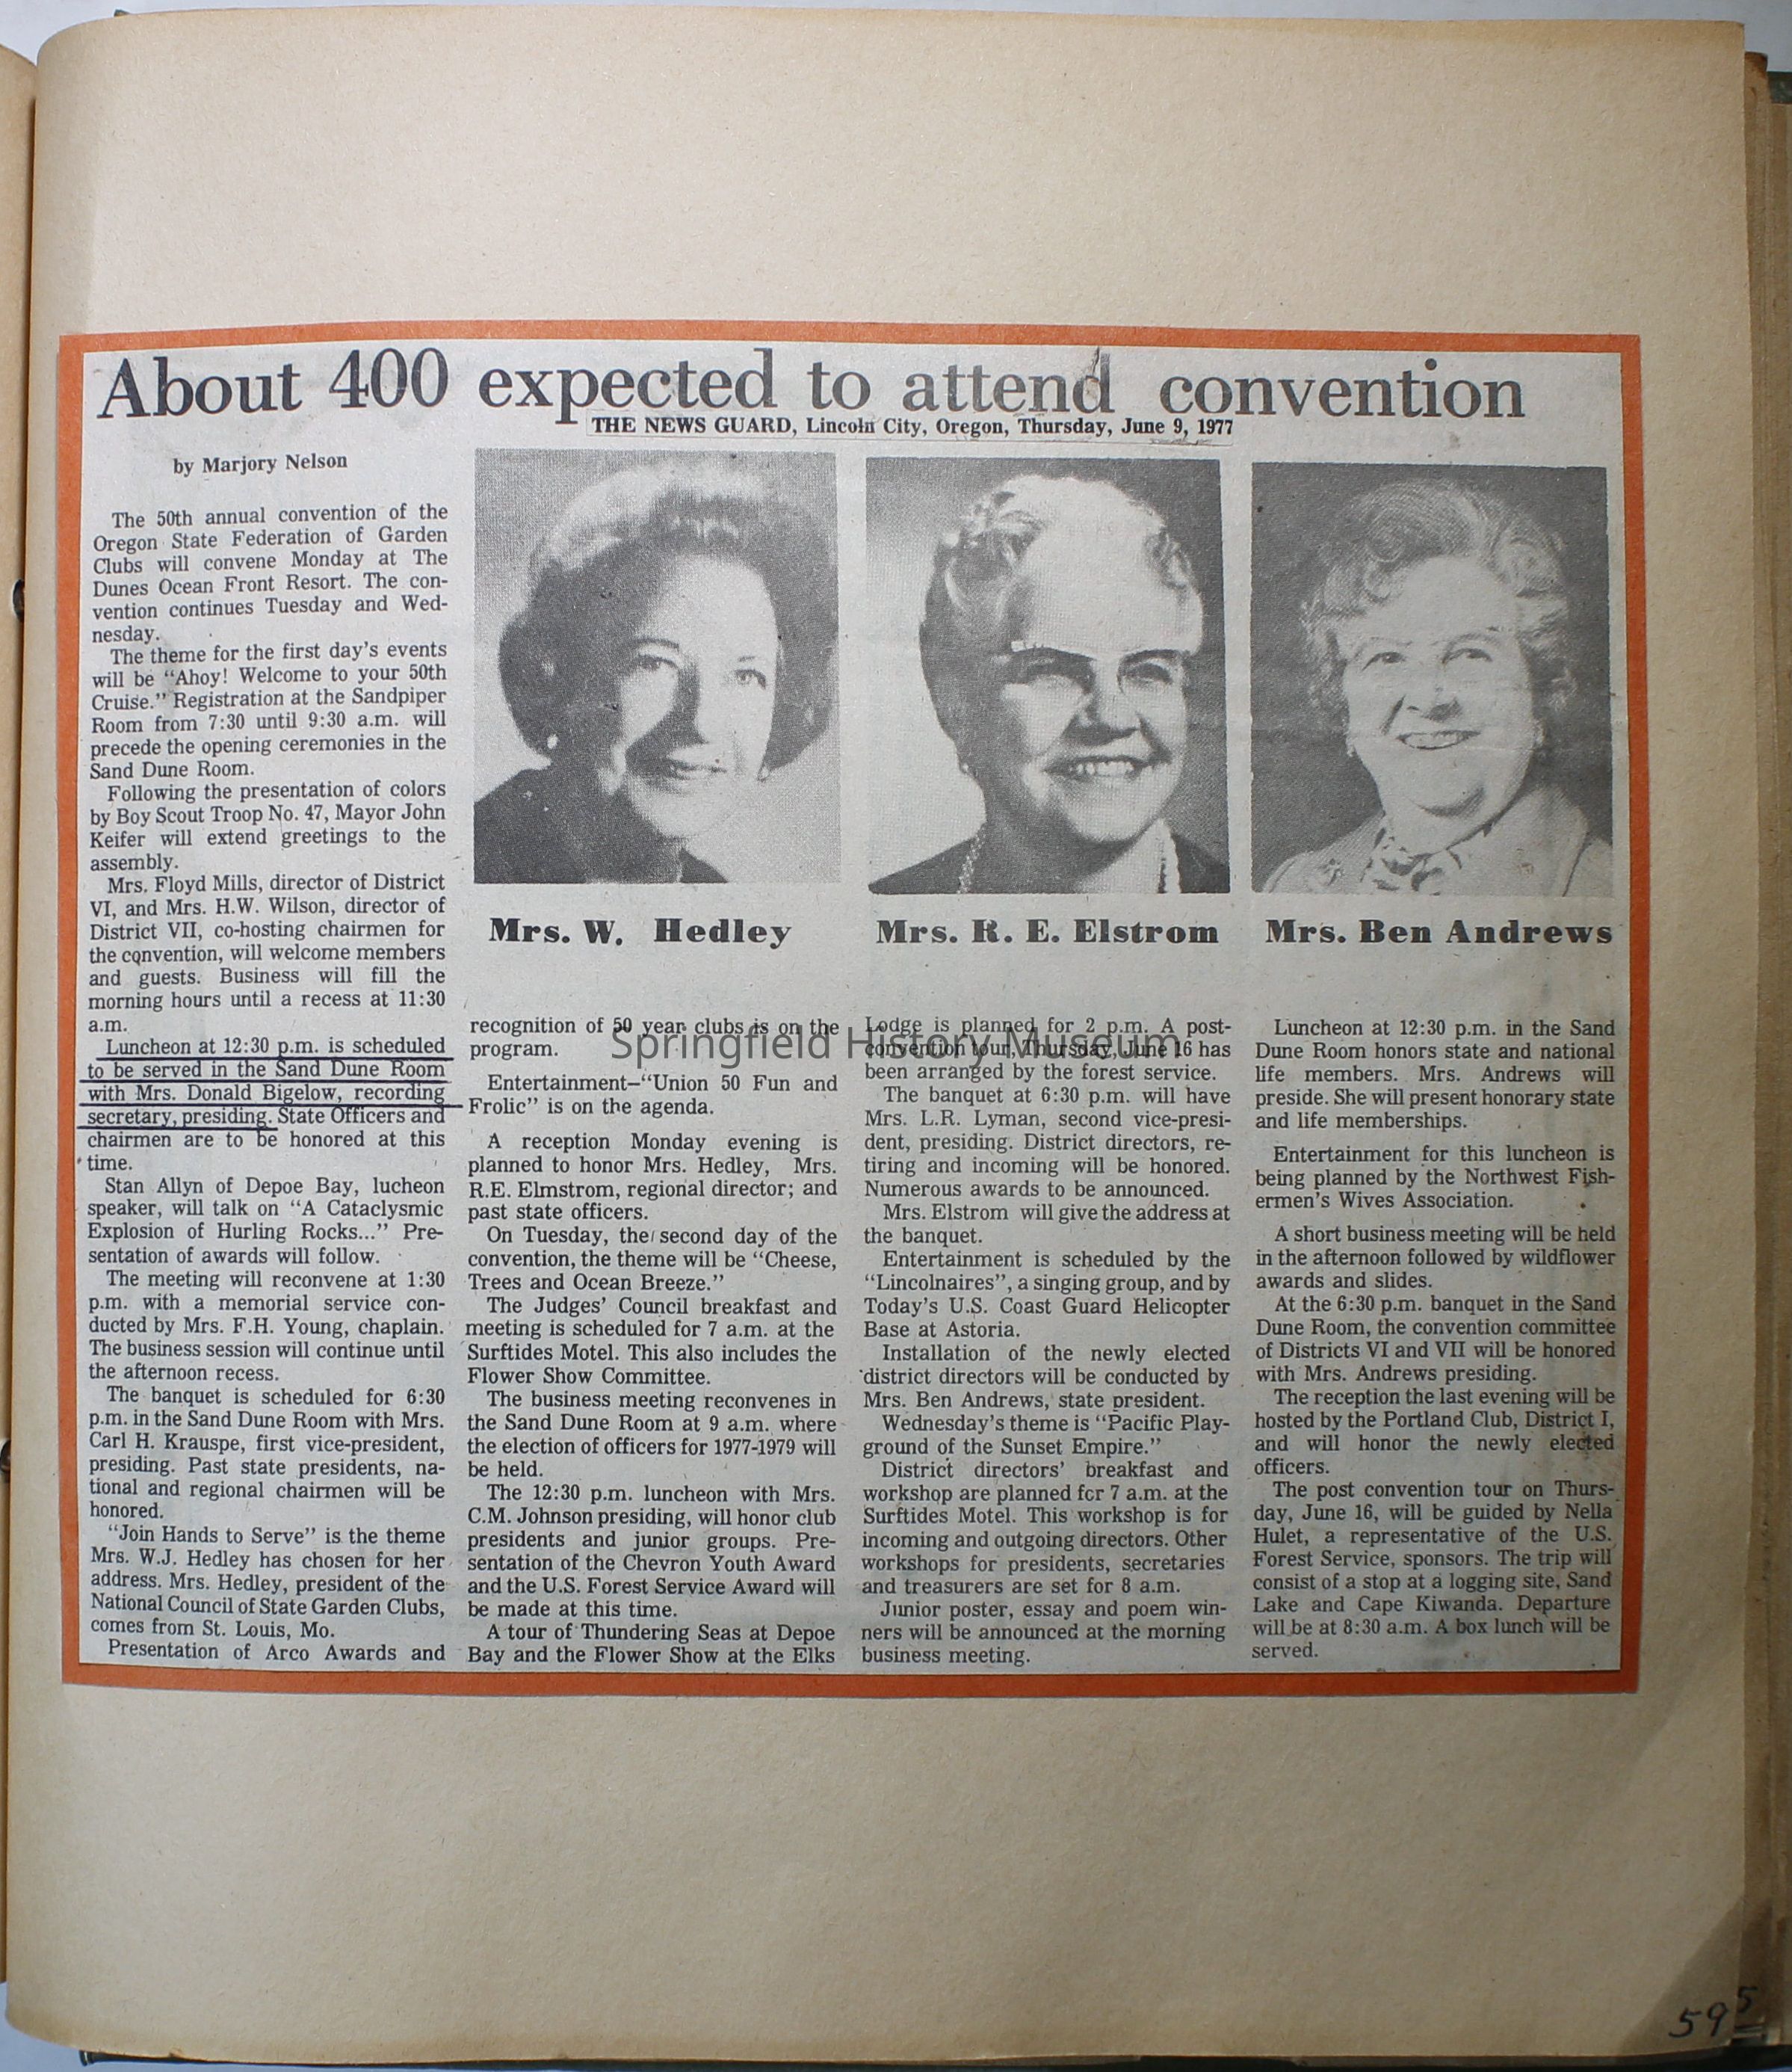 About 400 expected to attend convention
THE NEWS GUARD, Lincoln City, Oregon, Thursday, June 9, 1977
by Marjory Nelson
The 50th annual convention of the
Oregon State Federation of Garden
Clubs will convene Monday at The
Dunes Ocean Front Resort. The con-
vention continues Tuesday and Wed-
nesday.
The theme for the first day's events
will be "Ahoy! Welcome to your 50th
Cruise." Registration at the Sandpiper
Room from 7:30 until 9:30 a.m. will
precede the opening ceremonies in the
Sand Dune Room.
Following the presentation of colors
by Boy Scout Troop No. 47, Mayor John
Keifer will extend greetings to the
assembly.
Mrs. Floyd Mills, director of District
VI, and Mrs. H.W. Wilson, director of
District VII, co-hosting chairmen for
the convention, will welcome members
and guests. Business will fill the
morning hours until a recess at 11:30
a.m.
Luncheon at 12:30 p.m. is scheduled
to be served in the Sand Dune Room
with Mrs. Donald Bigelow, recording
secretary, presiding. State Officers and
chairmen are to be honored at this
time.
Stan Allyn of Depoe Bay, lucheon
speaker, will talk on "A Cataclysmic
Explosion of Hurling Rocks..." Pre-
sentation of awards will follow.
The meeting will reconvene at 1:30
p.m. with a memorial service con-
ducted by Mrs. F.H. Young, chaplain.
The business session will continue until
the afternoon recess.
The banquet is scheduled for 6:30
p.m. in the Sand Dune Room with Mrs.
Carl H. Krauspe, first vice-president,
presiding. Past state presidents, na-
tional and regional chairmen will be
honored.
"Join Hands to Serve" is the theme
Mrs. W.J. Hedley has chosen for her
address. Mrs. Hedley, president of the
National Council of State Garden Clubs,
comes from St. Louis, Mo.
Presentation of Arco Awards and
Mrs. W. Hedley
recognition of 50 year clubs is on the
program.
Entertainment—"Union 50 Fun and
Frolic" is on the agenda.
A reception Monday evening is
planned to honor Mrs. Hedley, Mrs.
R.E. Elmstrom, regional director; and
past state officers.
On Tuesday, the second day of the
convention, the theme will be "Cheese,
Trees and Ocean Breeze."
The Judges' Council breakfast and
meeting is scheduled for 7 a.m. at the
Surftides Motel. This also includes the
Flower Show Committee.
The business meeting reconvenes in
the Sand Dune Room at 9 a.m. where
the election of officers for 1977-1979 will
be held.
The 12:30 p.m. luncheon with Mrs.
C.M. Johnson presiding, will honor club
presidents and junior groups. Pre-
sentation of the Chevron Youth Award
and the U.S. Forest Service Award will
be made at this time.
A tour of Thundering Seas at Depoe
Bay and the Flower Show at the Elks
Mrs. R. E. Elstrom
Lodge is planned for 2 p.m. A post-
convention tour, Thursday, June 16 has
been arranged by the forest service.
The banquet at 6:30 p.m. will have
Mrs. L.R. Lyman, second vice-presi-
dent, presiding. District directors, re-
tiring and incoming will be honored.
Numerous awards to be announced.
Mrs. Elstrom will give the address at
the banquet.
Entertainment is scheduled by the
"Lincolnaires", a singing group, and by
Today's U.S. Coast Guard Helicopter
Base at Astoria.
Installation of the newly elected
district directors will be conducted by
Mrs. Ben Andrews, state president.
Wednesday's theme is "Pacific Play-
ground of the Sunset Empire."
District directors' breakfast and
workshop are planned for 7 a.m. at the
Surftides Motel. This workshop is for
incoming and outgoing directors. Other
workshops for presidents, secretaries
and treasurers are set for 8 a.m.
Junior poster, essay and poem win-
ners will be announced at the morning
business meeting.
Mrs. Ben Andrews
Luncheon at 12:30 p.m. in the Sand
Dune Room honors state and national
life members. Mrs. Andrews will
preside. She will present honorary state
and life memberships.
Entertainment for this luncheon is
being planned by the Northwest Fish-
ermen's Wives Association.
A short business meeting will be held
in the afternoon followed by wildflower
awards and slides.
At the 6:30 p.m. banquet in the Sand
Dune Room, the convention committee
of Districts VI and VII will be honored
with Mrs. Andrews presiding.
The reception the last evening will be
hosted by the Portland Club, District I,
and will honor the newly elected
officers.
The post convention tour on Thurs-
day, June 16, will be guided by Nella
Hulet, a representative of the U.S.
Forest Service, sponsors. The trip will
consist of a stop at a logging site, Sand
Lake and Cape Kiwanda. Departure
will be at 8:30 a.m. A box lunch will be
served.
Springfield History Museum
59 5